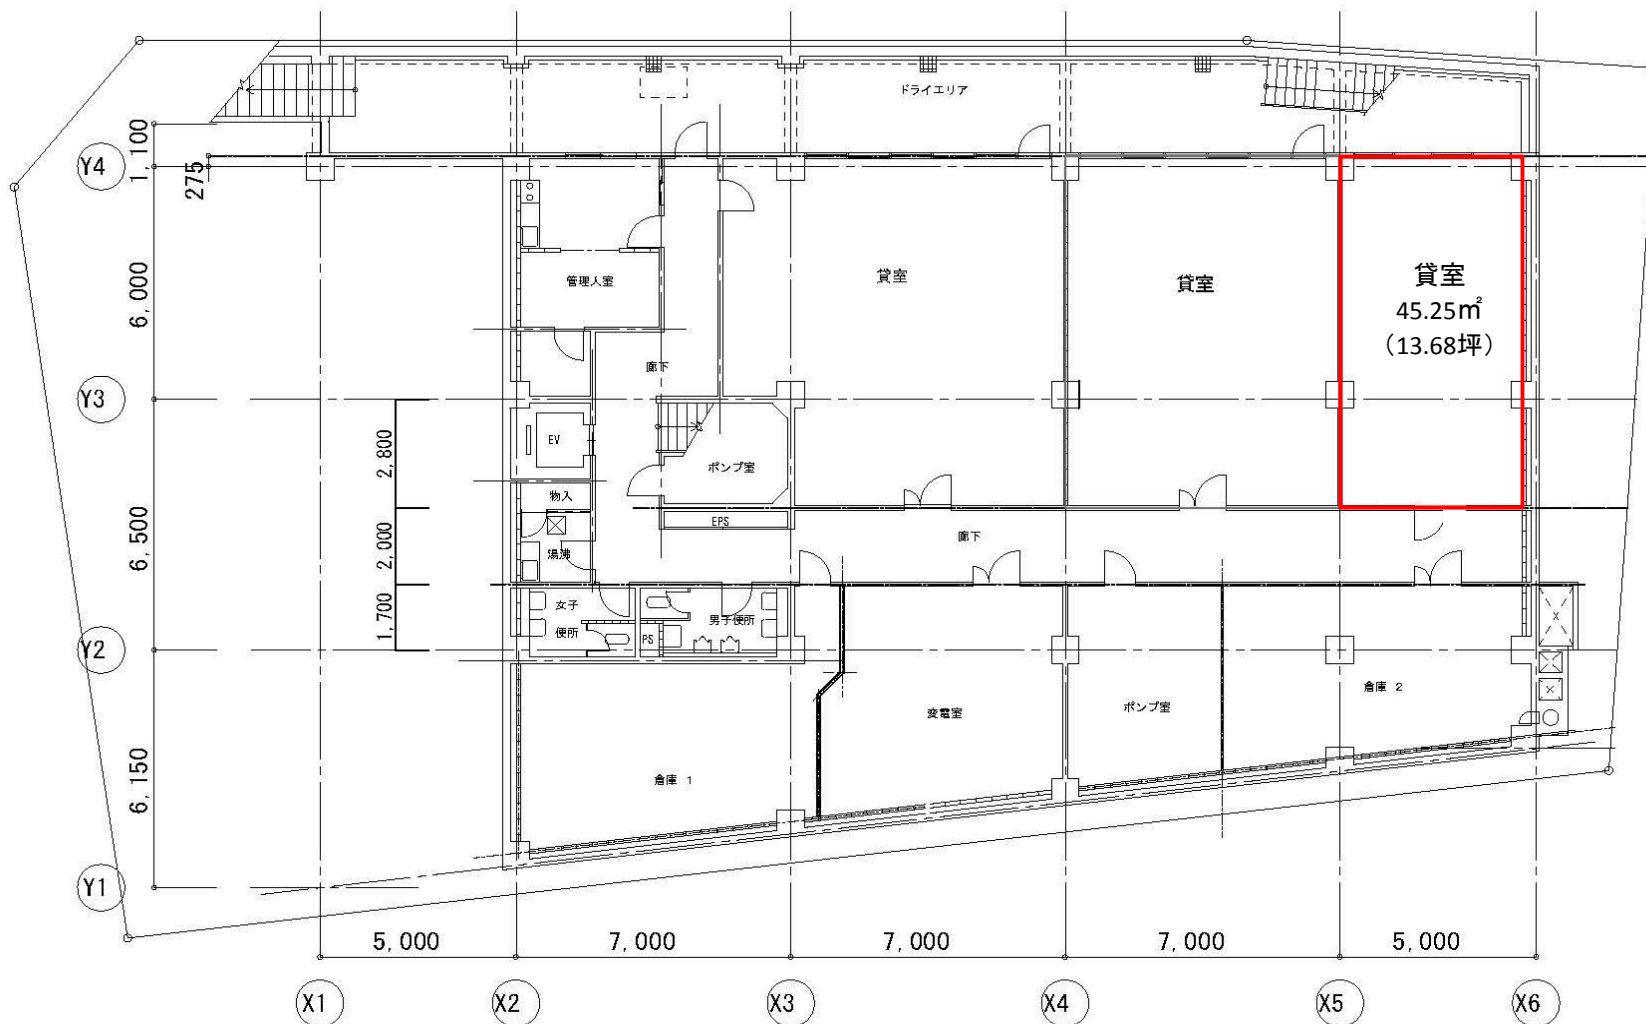 ドライエリア
Y4
1,100
275
6,000
管理人室
貸室
貸室
貸室
45.25㎡
（13.68坪）
廊下
Y3
2,800
EV
ポンプ室
物入
EPS
6,500
2,000
湯沸
廊下
1,700
女子
便所
PS
男子便所
Y2
倉庫 2
変電室
ポンプ室
6,150
倉庫 1
Y1
5,000
7,000
7,000
7,000
5,000
X1
X2
X3
X4
X5
X6